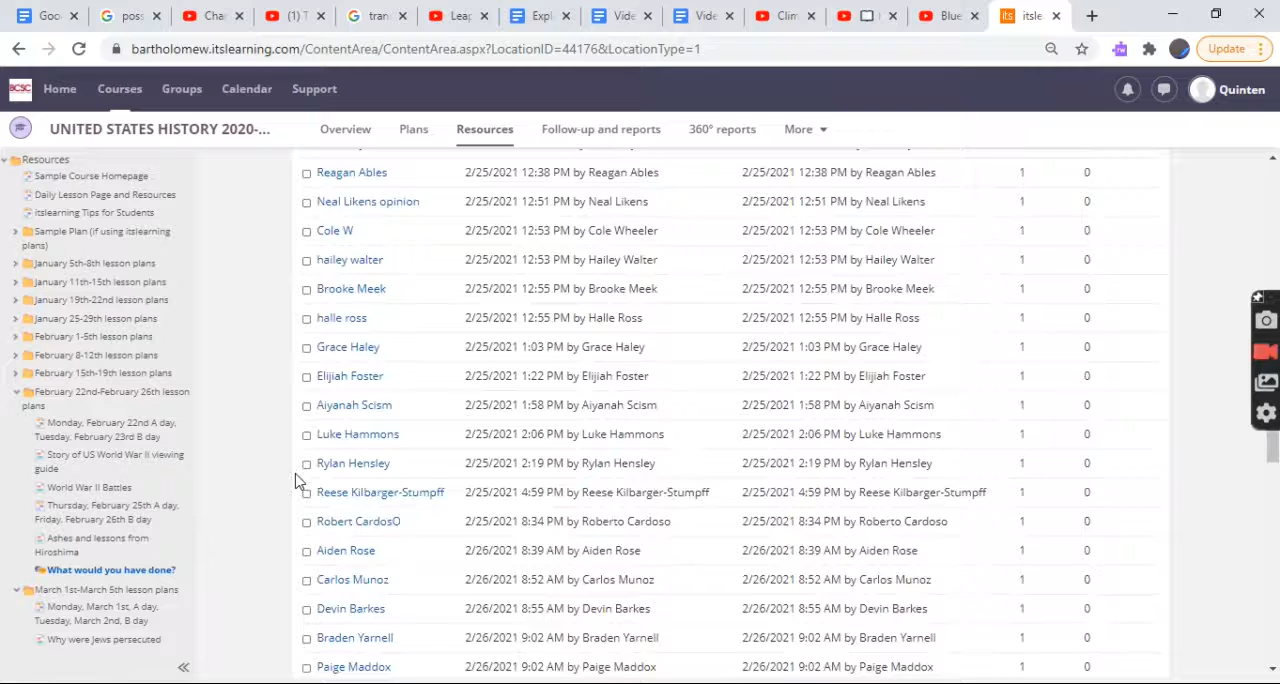 Goo
poss
Cha
(1) T
tran
Leap
Expl
Vide
Vide
Clim
Blue
its itsle
bartholomew.itslearning.com/ContentArea/ContentArea.aspx?LocationID=44176&LocationType=1
Update
BCSC Home Courses Groups Calendar Support Quinten
UNITED STATES HISTORY 2020-... Overview Plans Resources Follow-up and reports 360° reports More
Resources
Sample Course Homepage
Daily Lesson Page and Resources
itslearning Tips for Students
Sample Plan (if using itslearning
plans)
January 5th-8th lesson plans
January 11th-15th lesson plans
January 19th-22nd lesson plans
January 25-29th lesson plans
February 1-5th lesson plans
February 8-12th lesson plans
February 15th-19th lesson plans
February 22nd-February 26th lesson
plans
Monday, February 22nd A day,
Tuesday, February 23rd B day
Story of US World War II viewing
guide
World War II Battles
Thursday, February 25th A day,
Friday, February 26th B day
Ashes and lessons from
Hiroshima
What would you have done?
March 1st-March 5th lesson plans
Monday, March 1st, A day,
Tuesday, March 2nd, B day
Why were Jews persecuted
Reagan Ables 2/25/2021 12:38 PM by Reagan Ables 2/25/2021 12:38 PM by Reagan Ables 1 0
Neal Likens opinion 2/25/2021 12:51 PM by Neal Likens 2/25/2021 12:51 PM by Neal Likens 1 0
Cole W 2/25/2021 12:53 PM by Cole Wheeler 2/25/2021 12:53 PM by Cole Wheeler 1 0
hailey walter 2/25/2021 12:53 PM by Hailey Walter 2/25/2021 12:53 PM by Hailey Walter 1 0
Brooke Meek 2/25/2021 12:55 PM by Brooke Meek 2/25/2021 12:55 PM by Brooke Meek 1 0
halle ross 2/25/2021 12:55 PM by Halle Ross 2/25/2021 12:55 PM by Halle Ross 1 0
Grace Haley 2/25/2021 1:03 PM by Grace Haley 2/25/2021 1:03 PM by Grace Haley 1 0
Elijiah Foster 2/25/2021 1:22 PM by Elijiah Foster 2/25/2021 1:22 PM by Elijiah Foster 1 0
Aiyanah Scism 2/25/2021 1:58 PM by Aiyanah Scism 2/25/2021 1:58 PM by Aiyanah Scism 1 0
Luke Hammons 2/25/2021 2:06 PM by Luke Hammons 2/25/2021 2:06 PM by Luke Hammons 1 0
Rylan Hensley 2/25/2021 2:19 PM by Rylan Hensley 2/25/2021 2:19 PM by Rylan Hensley 1 0
Reese Kilbarger-Stumpff 2/25/2021 4:59 PM by Reese Kilbarger-Stumpff 2/25/2021 4:59 PM by Reese Kilbarger-Stumpff 1 0
Robert CardosO 2/25/2021 8:34 PM by Roberto Cardoso 2/25/2021 8:34 PM by Roberto Cardoso 1 0
Aiden Rose 2/26/2021 8:39 AM by Aiden Rose 2/26/2021 8:39 AM by Aiden Rose 1 0
Carlos Munoz 2/26/2021 8:52 AM by Carlos Munoz 2/26/2021 8:52 AM by Carlos Munoz 1 0
Devin Barkes 2/26/2021 8:55 AM by Devin Barkes 2/26/2021 8:55 AM by Devin Barkes 1 0
Braden Yarnell 2/26/2021 9:02 AM by Braden Yarnell 2/26/2021 9:02 AM by Braden Yarnell 1 0
Paige Maddox 2/26/2021 9:02 AM by Paige Maddox 2/26/2021 9:02 AM by Paige Maddox 1 0